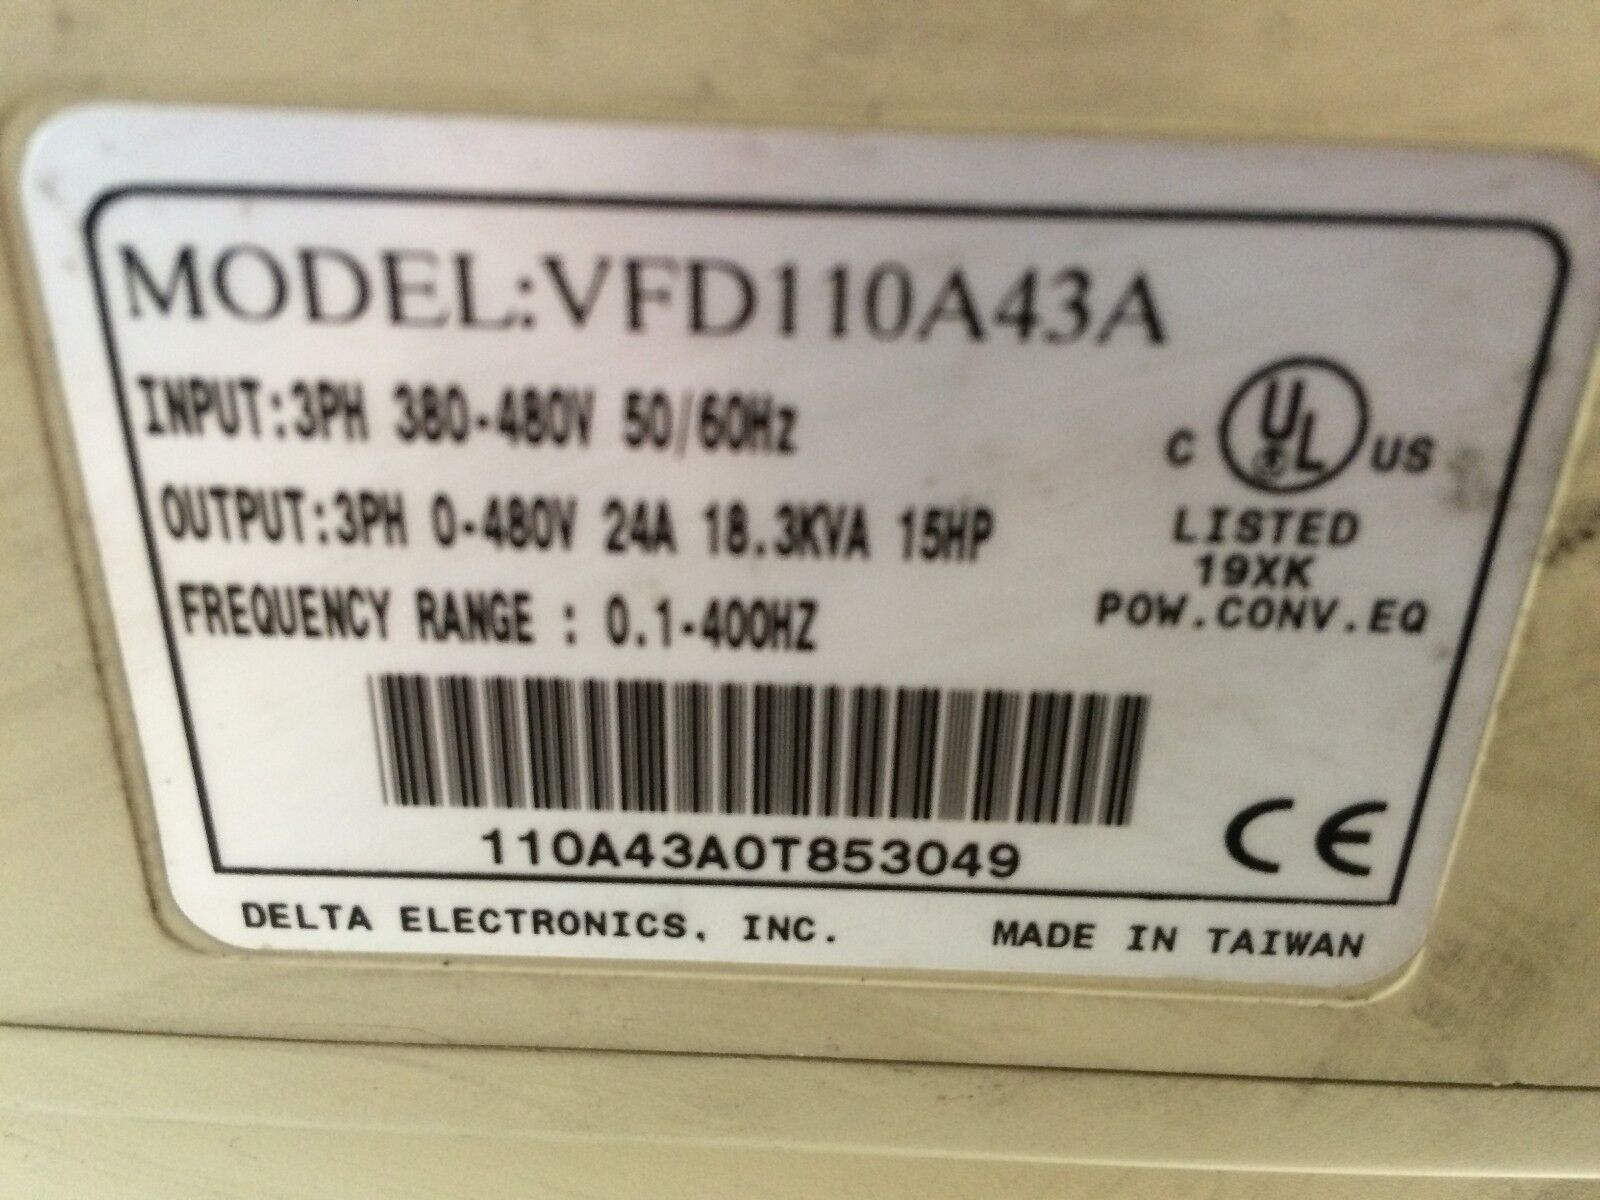 MODEL:VFD110A43A
INPUT:3PH 380-480V 50/60Hz
OUTPUT:3PH 0-480V 24A 18.3KVA 15HP
FREQUENCY RANGE : 0.1-400HZ
C UL US
LISTED
19XK
POW.CONV.EQ
110A43A0T853049
CE
DELTA ELECTRONICS, INC. MADE IN TAIWAN